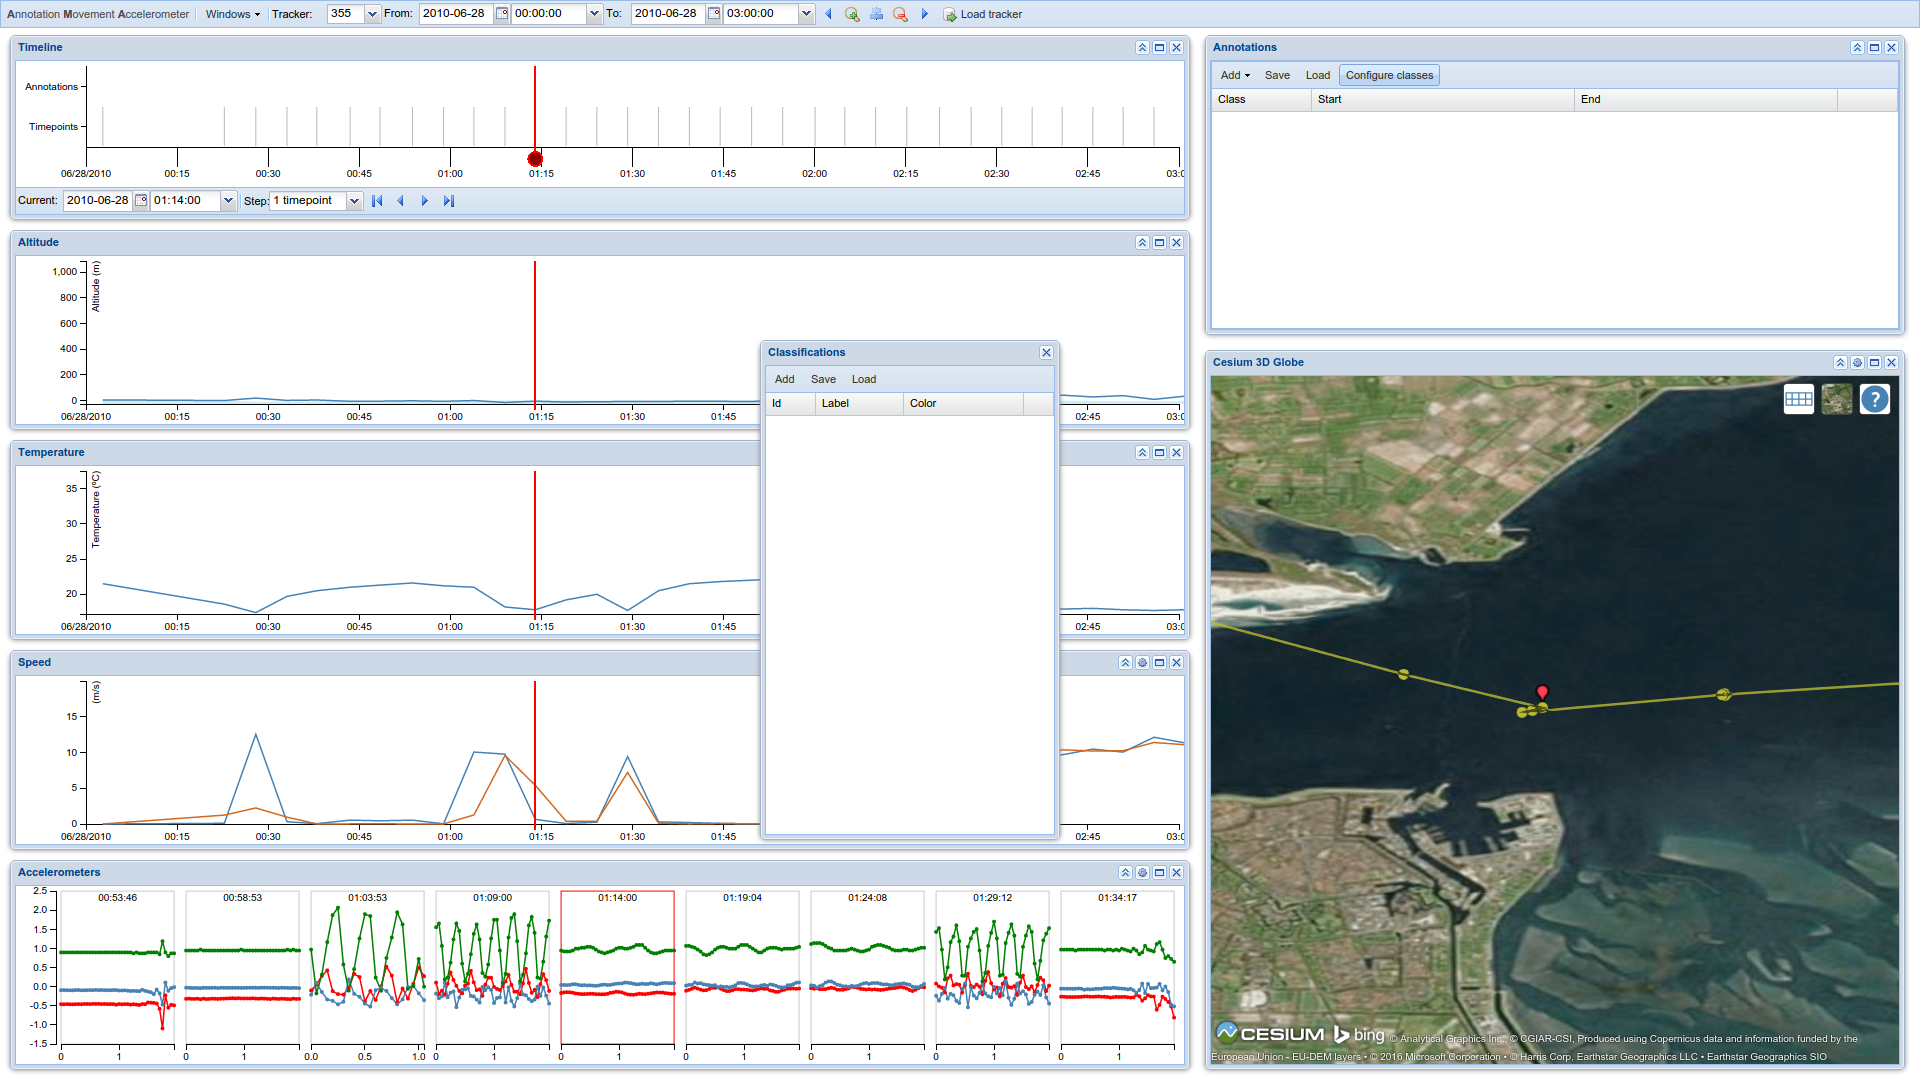 Annotation Movement Accelerometer Windows Tracker: 355 From: 2010-06-28 00:00:00 To: 2010-06-28 03:00:00 Load tracker
Timeline
Annotations
Timepoints
06/28/2010 00:15 00:30 00:45 01:00 01:15 01:30 01:45 02:00 02:15 02:30 02:45 03:0
Current: 2010-06-28 01:14:00 Step: 1 timepoint
Altitude
Altitude (m)
1,000
800
600
400
200
0
06/28/2010 00:15 00:30 00:45 01:00 01:15 01:30 01:45 02:45 03:0
Temperature
Temperature (°C)
35
30
25
20
06/28/2010 00:15 00:30 00:45 01:00 01:15 01:30 01:45 02:45 03:0
Speed
(m/s)
15
10
5
0
06/28/2010 00:15 00:30 00:45 01:00 01:15 01:30 01:45 02:45 03:0
Accelerometers
00:53:46 00:58:53 01:03:53 01:09:00 01:14:00 01:19:04 01:24:08 01:29:12 01:34:17
2.5
2.0
1.5
1.0
0.5
0.0
-0.5
-1.0
-1.5
0 1 0 1 0.0 0.5 1.0 0 1 0 1 0 1 0 1 0 1 0 1
Classifications
Add Save Load
Id Label Color
Annotations
Add Save Load Configure classes
Class Start End
Cesium 3D Globe
?
CESIUM bing © Analytical Graphics Inc., © CGIAR-CSI, Produced using Copernicus data and information funded by the
European Union - EU-DEM layers • © 2016 Microsoft Corporation • © Harris Corp, Earthstar Geographics LLC • Earthstar Geographics SIO